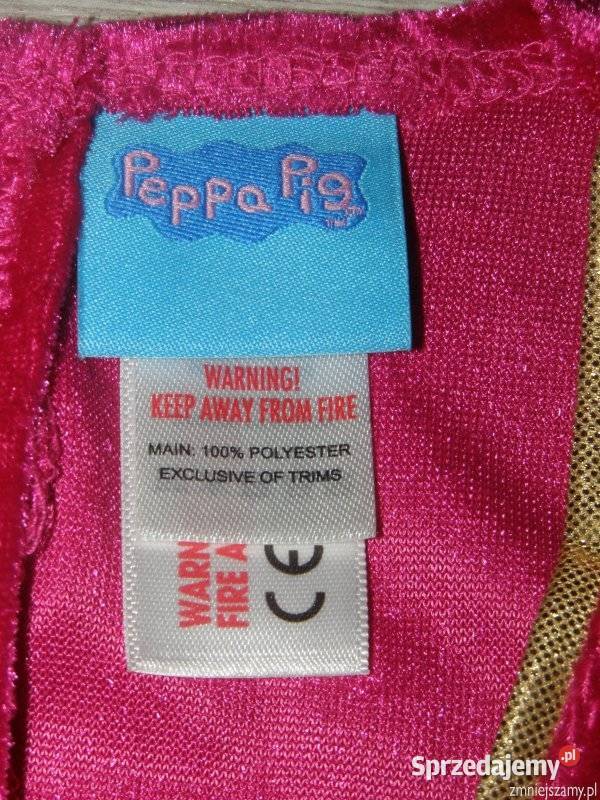 Peppa Pig
WARNING!
KEEP AWAY FROM FIRE
MAIN: 100% POLYESTER
EXCLUSIVE OF TRIMS
WARN
FIRE A
CE
Sprzedajemy.pl
zmniejszamy.pl